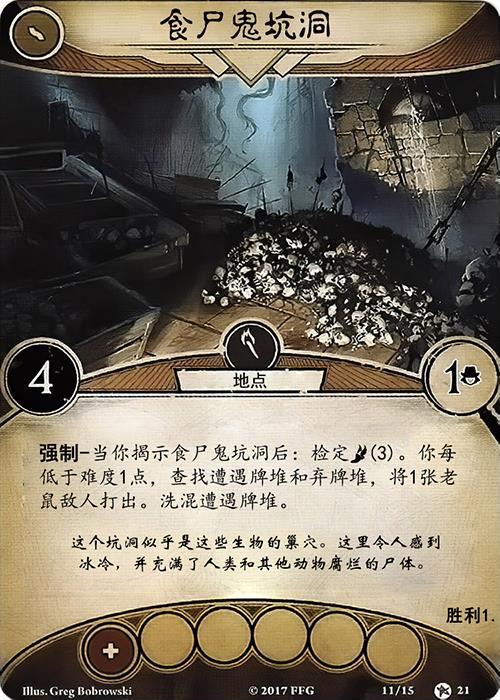 食尸鬼坑洞
4
地点
1
强制-当你揭示食尸鬼坑洞后：检定(3)。你每
低于难度1点，查找遭遇牌堆和弃牌堆，将1张老
鼠敌人打出。洗混遭遇牌堆。
这个坑洞似乎是这些生物的巢穴。这里令人感到
冰冷，并充满了人类和其他动物腐烂的尸体。
胜利1.
Illus. Greg Bobrowski
© 2017 FFG
11/15
21